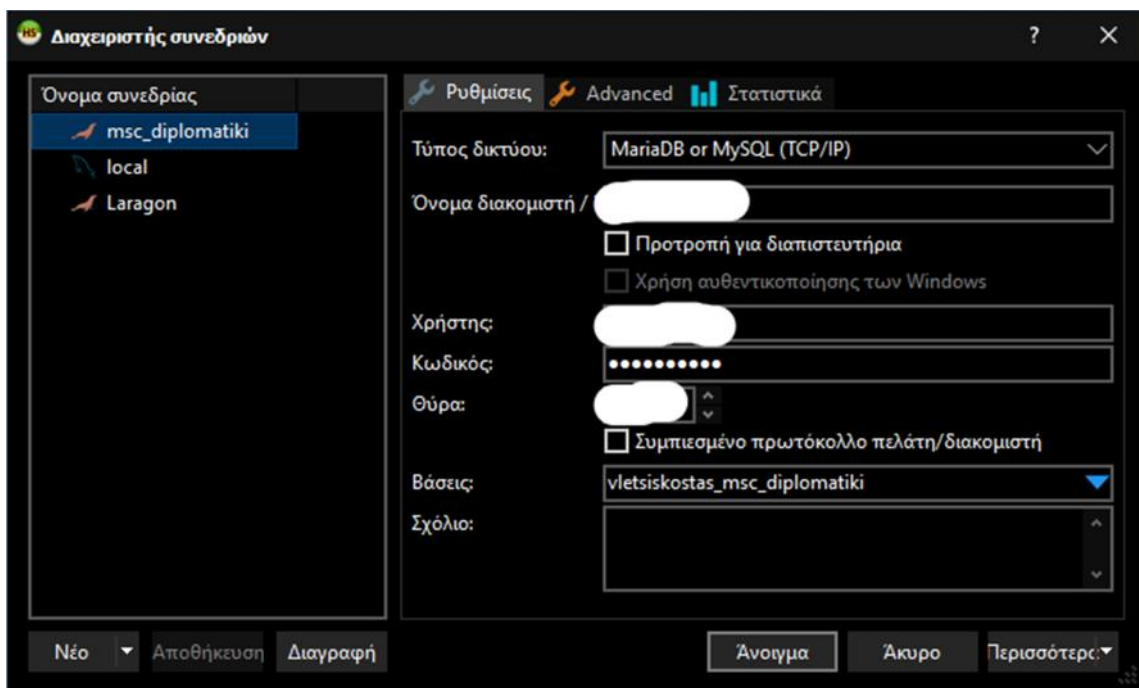 HS Διαχειριστής συνεδριών ?
Όνομα συνεδρίας
msc_diplomatiki
local
Laragon
Ρυθμίσεις Advanced Στατιστικά
Τύπος δικτύου: MariaDB or MySQL (TCP/IP)
Όνομα διακομιστή /
Προτροπή για διαπιστευτήρια
Χρήση αυθεντικοποίησης των Windows
Χρήστης:
Κωδικός: ●●●●●●●●●●
Θύρα:
Συμπιεσμένο πρωτόκολλο πελάτη/διακομιστή
Βάσεις: vletsiskostas_msc_diplomatiki
Σχόλιο:
Νέο Αποθήκευση Διαγραφή Άνοιγμα Άκυρο Περισσότερα